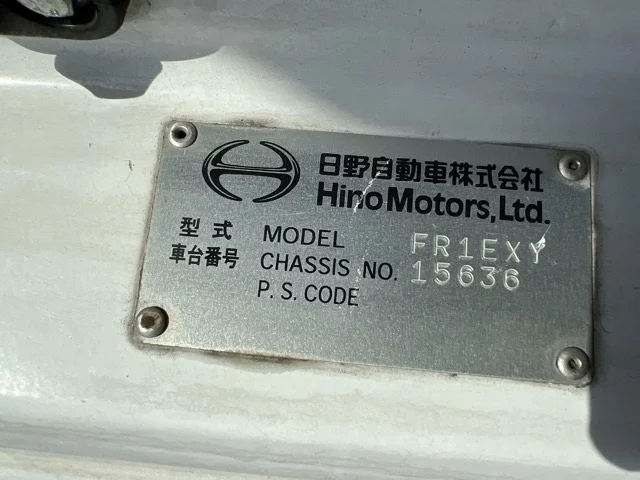 日野自動車株式会社
Hino Motors, Ltd.
型式 MODEL FR1EXY
車台番号 CHASSIS NO. 15636
P. S. CODE